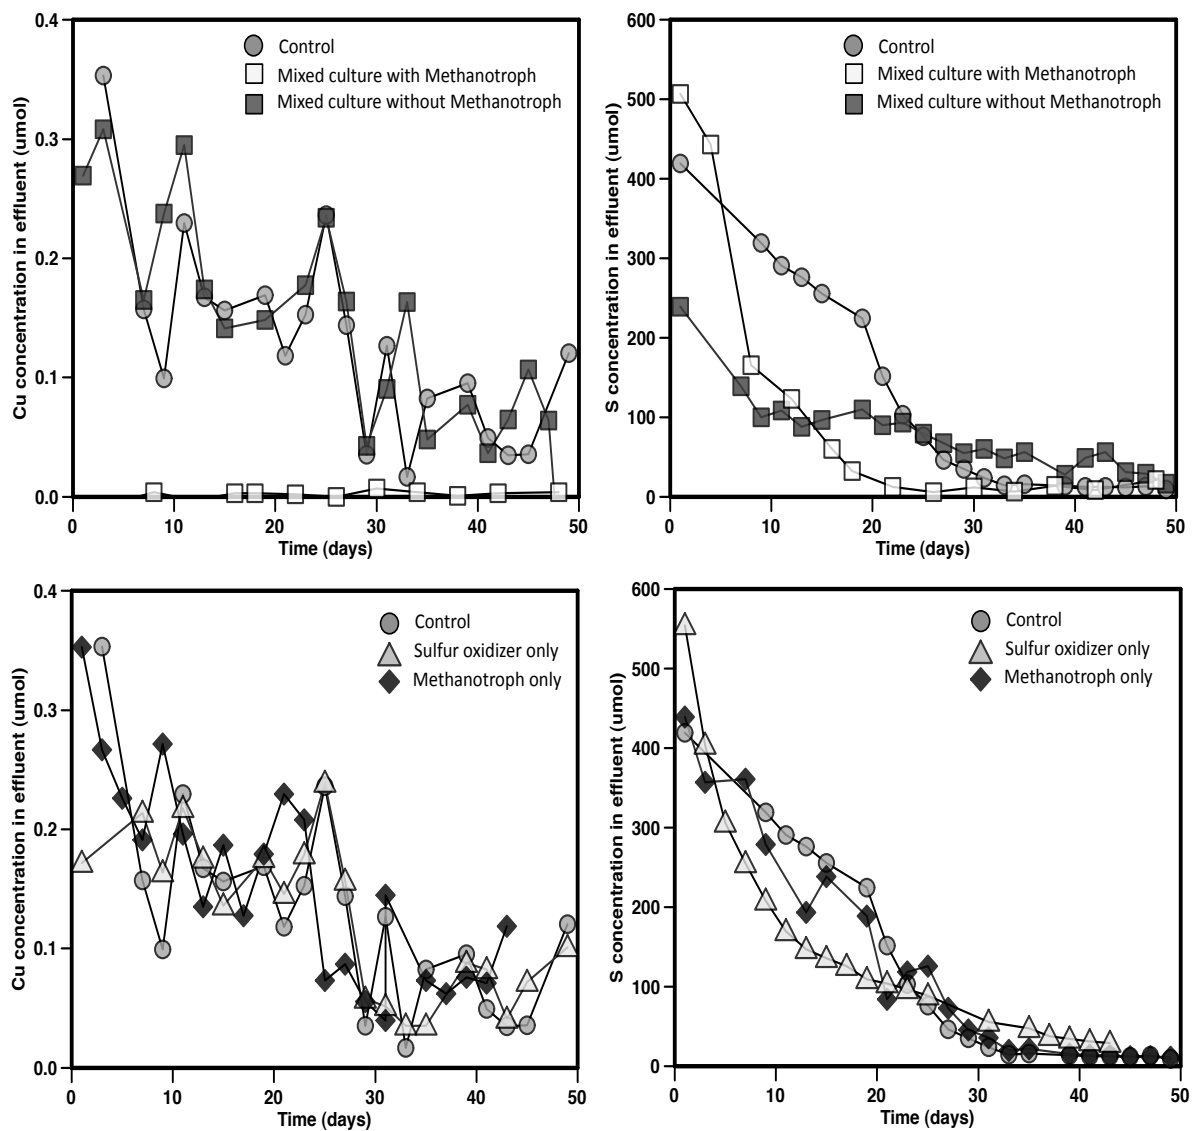 Cu concentration in effluent (umol)
0.4
0.3
0.2
0.1
0.0
Control
Mixed culture with Methanotroph
Mixed culture without Methanotroph
0 10 20 30 40 50
Time (days)
S concentration in effluent (umol)
600
500
400
300
200
100
0
Control
Mixed culture with Methanotroph
Mixed culture without Methanotroph
0 10 20 30 40 50
Time (days)
Cu concentration in effluent (umol)
0.4
0.3
0.2
0.1
0.0
Control
Sulfur oxidizer only
Methanotroph only
0 10 20 30 40 50
Time (days)
S concentration in effluent (umol)
600
500
400
300
200
100
0
Control
Sulfur oxidizer only
Methanotroph only
0 10 20 30 40 50
Time (days)